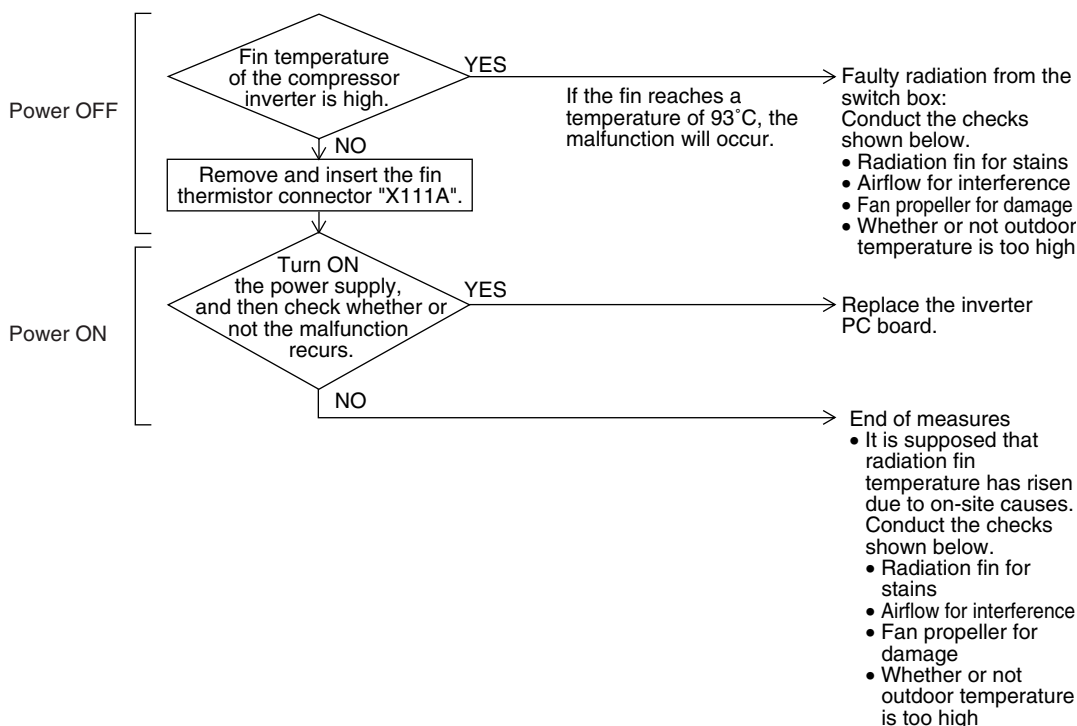 Power OFF
Fin temperature
of the compressor
inverter is high.
YES
If the fin reaches a
temperature of 93˚C, the
malfunction will occur.
Faulty radiation from the
switch box:
Conduct the checks
shown below.
• Radiation fin for stains
• Airflow for interference
• Fan propeller for damage
• Whether or not outdoor
temperature is too high
NO
Remove and insert the fin
thermistor connector "X111A".
Power ON
Turn ON
the power supply,
and then check whether or
not the malfunction
recurs.
YES
Replace the inverter
PC board.
NO
End of measures
• It is supposed that
radiation fin
temperature has risen
due to on-site causes.
Conduct the checks
shown below.
• Radiation fin for
stains
• Airflow for interference
• Fan propeller for
damage
• Whether or not
outdoor temperature
is too high